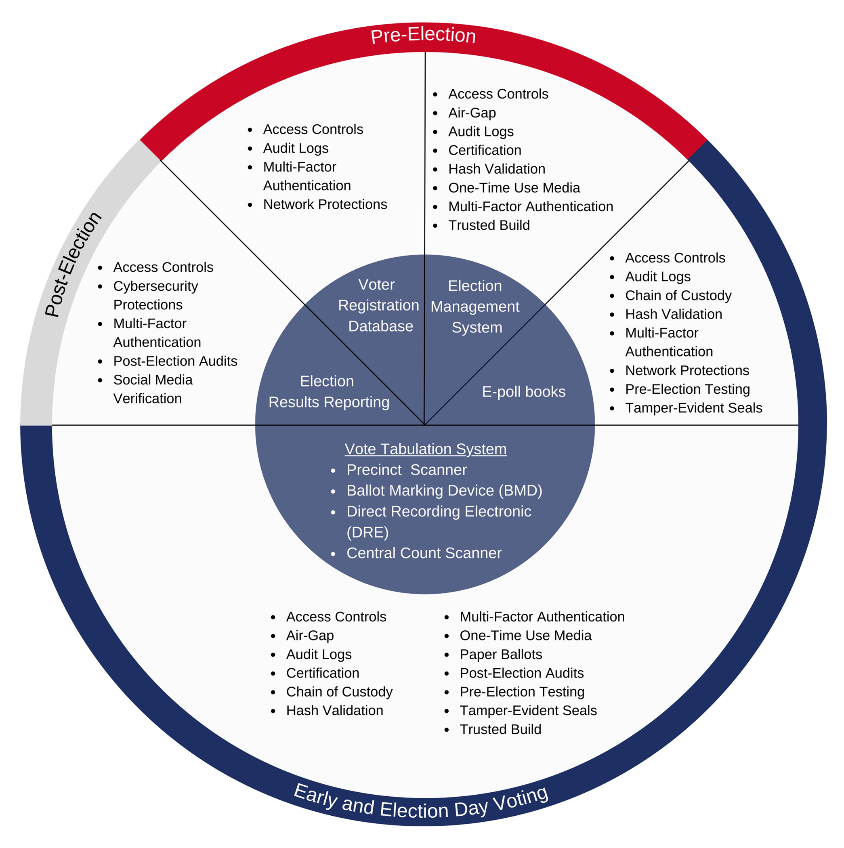 Pre-Election
• Access Controls
• Audit Logs
• Multi-Factor
Authentication
• Network Protections
• Access Controls
• Air-Gap
• Audit Logs
• Certification
• Hash Validation
• One-Time Use Media
• Multi-Factor Authentication
• Trusted Build
Post-Election
• Access Controls
• Cybersecurity
Protections
• Multi-Factor
Authentication
• Post-Election Audits
• Social Media
Verification
• Access Controls
• Audit Logs
• Chain of Custody
• Hash Validation
• Multi-Factor
Authentication
• Network Protections
• Pre-Election Testing
• Tamper-Evident Seals
Voter
Registration
Database
Election
Management
System
Election
Results Reporting
E-poll books
Vote Tabulation System
• Precinct Scanner
• Ballot Marking Device (BMD)
• Direct Recording Electronic
(DRE)
• Central Count Scanner
• Access Controls
• Air-Gap
• Audit Logs
• Certification
• Chain of Custody
• Hash Validation
• Multi-Factor Authentication
• One-Time Use Media
• Paper Ballots
• Post-Election Audits
• Pre-Election Testing
• Tamper-Evident Seals
• Trusted Build
Early and Election Day Voting